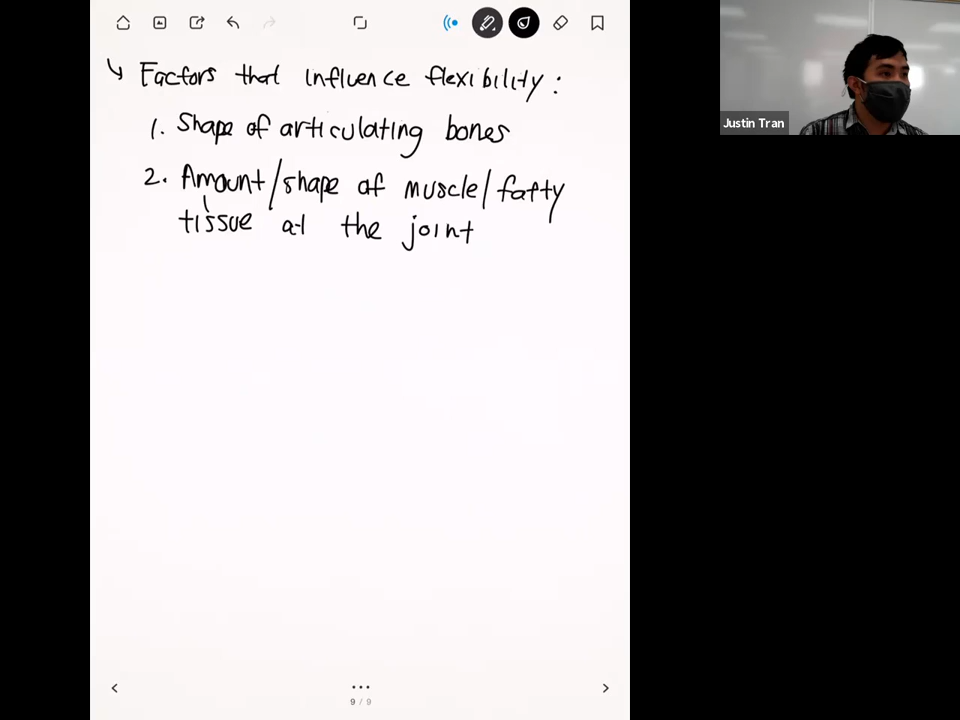 ↳ Factors that influence flexibility :
1. Shape of articulating bones
2. Amount/shape of muscle/fatty
tissue at the joint
Justin Tran
9 / 9